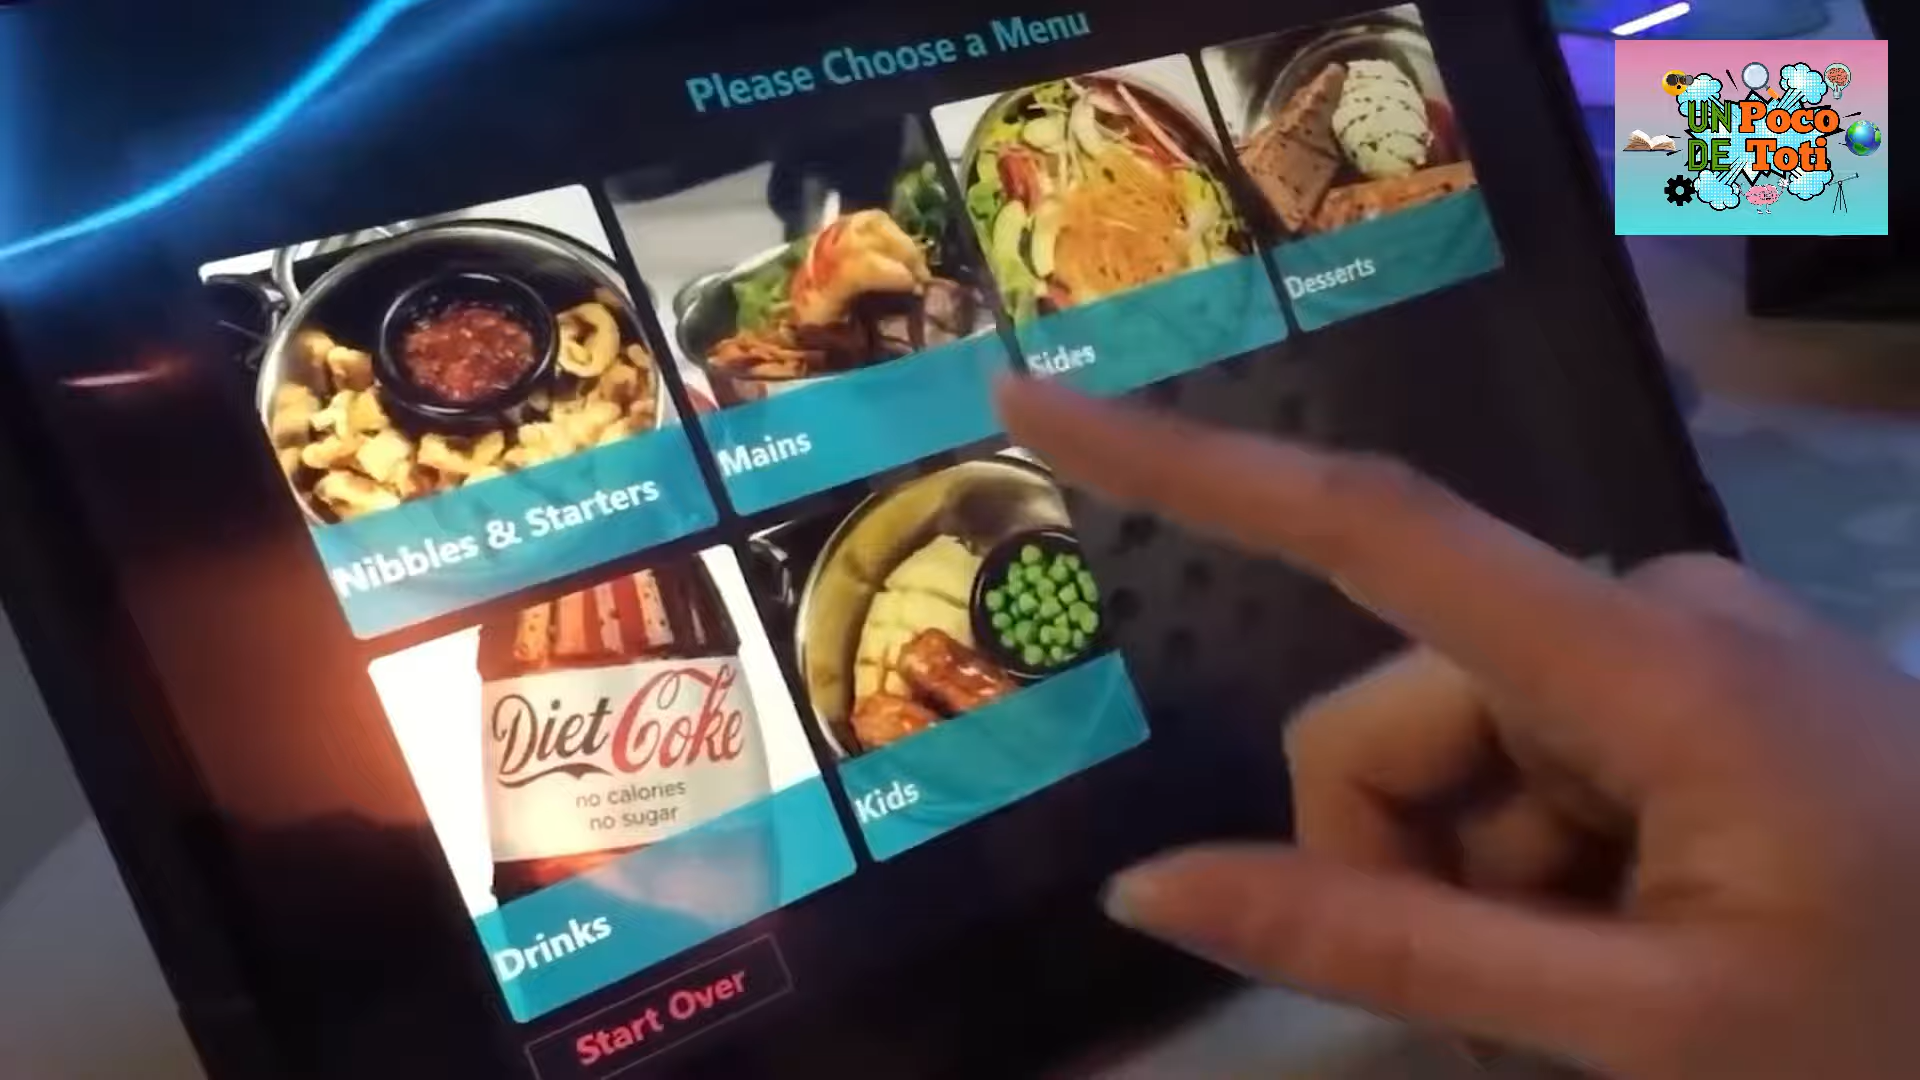 Please Choose a Menu
Nibbles & Starters
Mains
Sides
Desserts
Diet Coke
no calories
no sugar
Drinks
Kids
Start Over
UN Poco
DE Toti